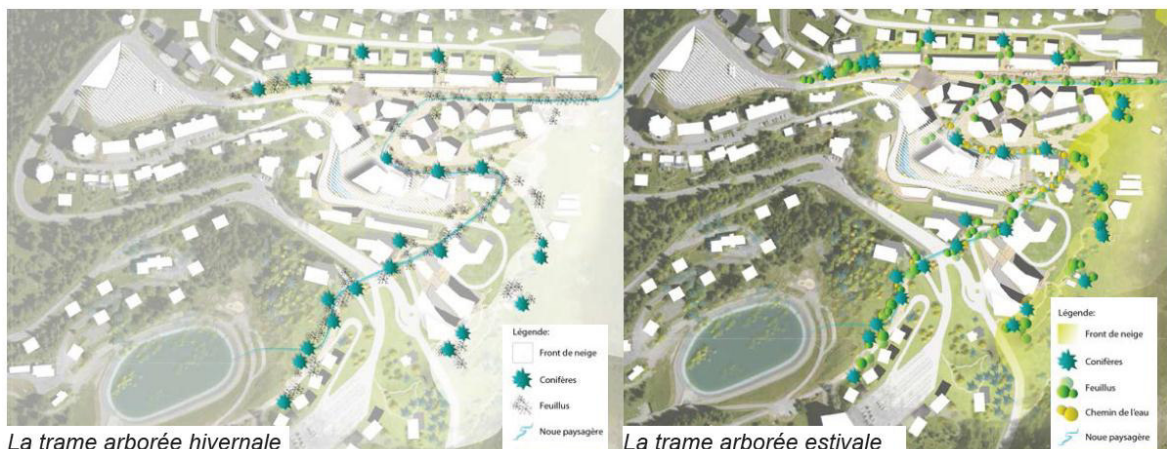 Légende:
Front de neige
Conifères
Feuillus
Noue paysagère
La trame arborée hivernale
Légende:
Front de neige
Conifères
Feuillus
Chemin de l'eau
Noue paysagère
La trame arborée estivale